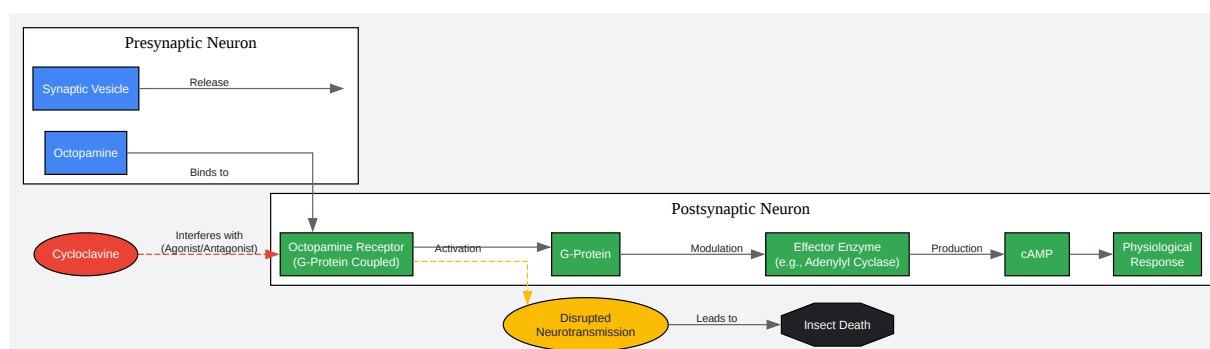 Presynaptic Neuron
Synaptic Vesicle
Release
Octopamine
Binds to
Postsynaptic Neuron
Cycloclavine
Interferes with
(Agonist/Antagonist)
Octopamine Receptor
(G-Protein Coupled)
Activation
G-Protein
Modulation
Effector Enzyme
(e.g., Adenylyl Cyclase)
Production
cAMP
Physiological
Response
Disrupted
Neurotransmission
Leads to
Insect Death